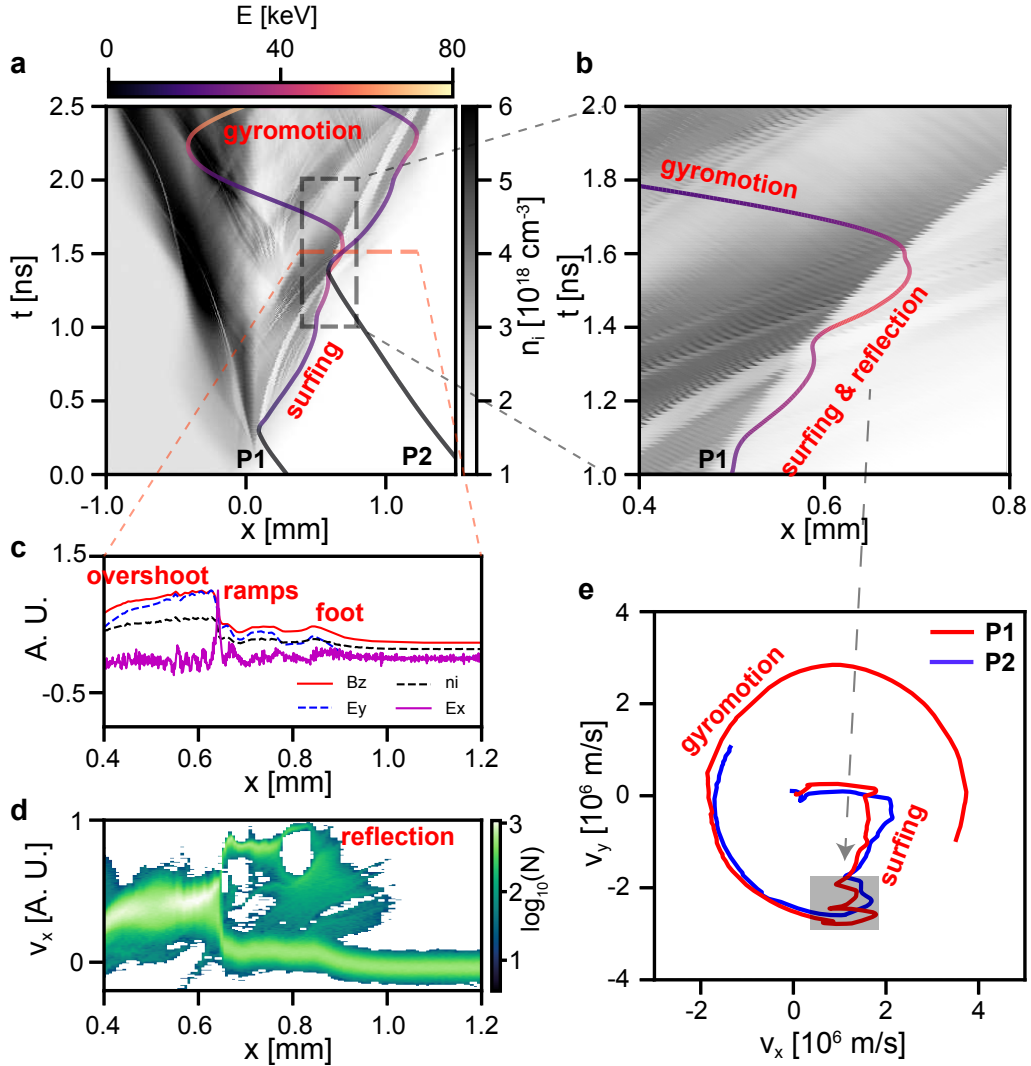 E [keV]
0 40 80
a
2.5
2.0
1.5
1.0
0.5
0.0
t [ns]
gyromotion
surfing
P1 P2
-1.0 0.0 1.0
x [mm]
6
5
4
3
2
1
n_i [10^18 cm^-3]
b
2.0
1.8
1.6
1.4
1.2
1.0
t [ns]
gyromotion
surfing & reflection
P1
0.4 0.6 0.8
x [mm]
c
1.5
-0.5
A. U.
overshoot
ramps
foot
Bz ni
Ey Ex
0.4 0.6 0.8 1.0 1.2
x [mm]
d
1
0
v_x [A. U.]
reflection
3
2
1
log_10(N)
0.4 0.6 0.8 1.0 1.2
x [mm]
e
4
2
0
-2
-4
v_y [10^6 m/s]
P1
P2
gyromotion
surfing
-2 0 2 4
v_x [10^6 m/s]